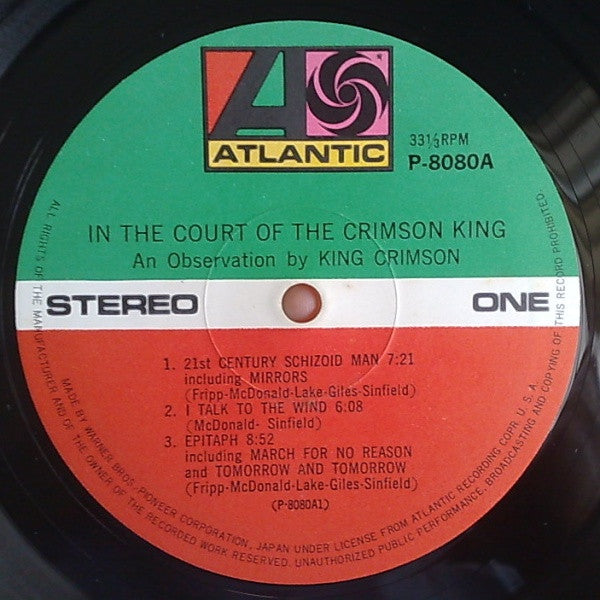 ATLANTIC
33⅓RPM
P-8080A
IN THE COURT OF THE CRIMSON KING
An Observation by KING CRIMSON
STEREO ONE
1. 21st CENTURY SCHIZOID MAN 7:21
including MIRRORS
(Fripp-McDonald-Lake-Giles-Sinfield)
2. I TALK TO THE WIND 6:08
(McDonald- Sinfield)
3. EPITAPH 8:52
including MARCH FOR NO REASON
and TOMORROW AND TOMORROW
(Fripp-McDonald-Lake-Giles-Sinfield)
(P-8080A1)
MADE BY WARNER BROS./PIONEER CORPORATION, JAPAN UNDER LICENSE FROM ATLANTIC RECORDING COPR. U.S.A.
ALL RIGHTS OF THE MANUFACTURER AND OF THE OWNER OF THE RECORDED WORK RESERVED. UNAUTHORIZED PUBLIC PERFORMANCE, BROADCASTING AND COPYING OF THIS RECORD PROHIBITED.